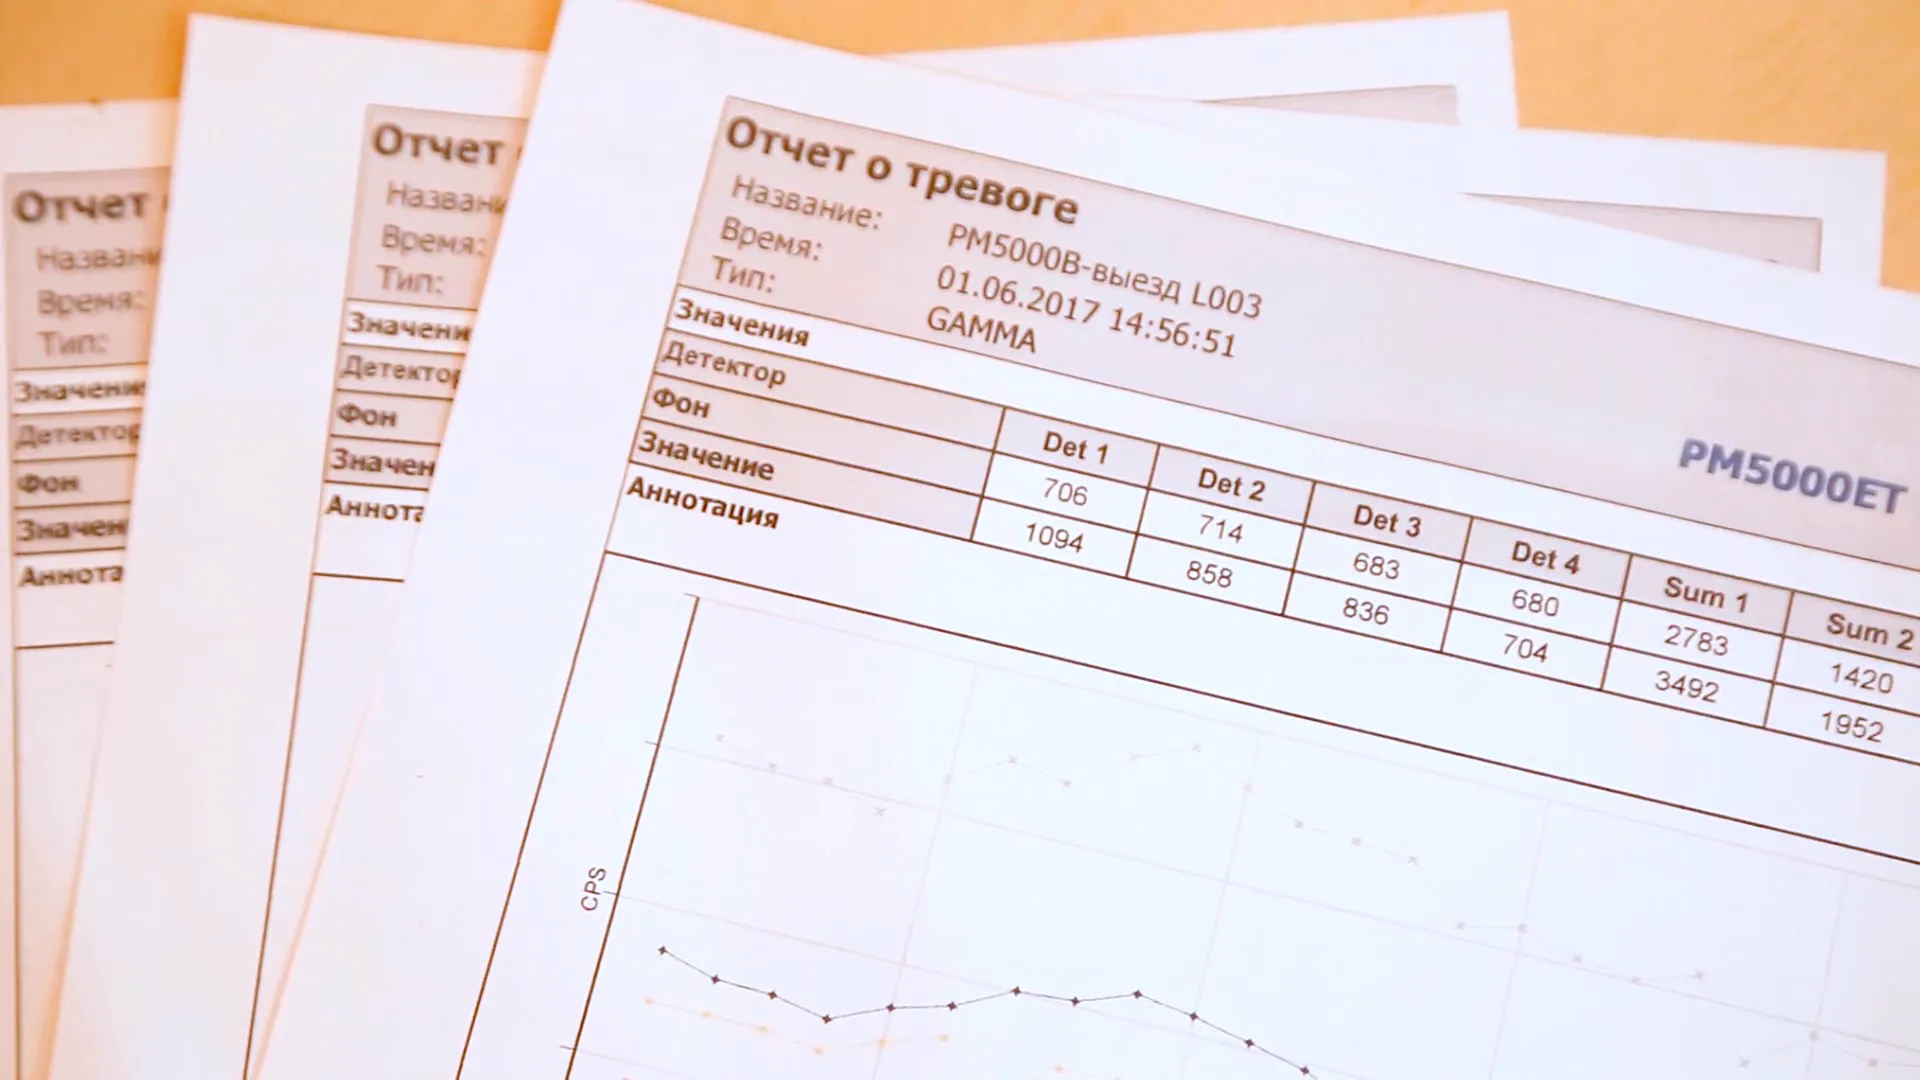 Отчет
Названи
Время:
Тип:
Значение
Детектор
Фон
Значен
Аннота
Отчет
Названи
Время:
Тип:
Значени
Детектор
Фон
Значен
Аннота
Отчет о тревоге
Название: PM5000B-выезд L003
Время: 01.06.2017 14:56:51
Тип: GAMMA
PM5000ET
Значения
Детектор Det 1 Det 2 Det 3 Det 4 Sum 1 Sum 2
Фон 706 714 683 680 2783 1420
Значение 1094 858 836 704 3492 1952
Аннотация
CPS